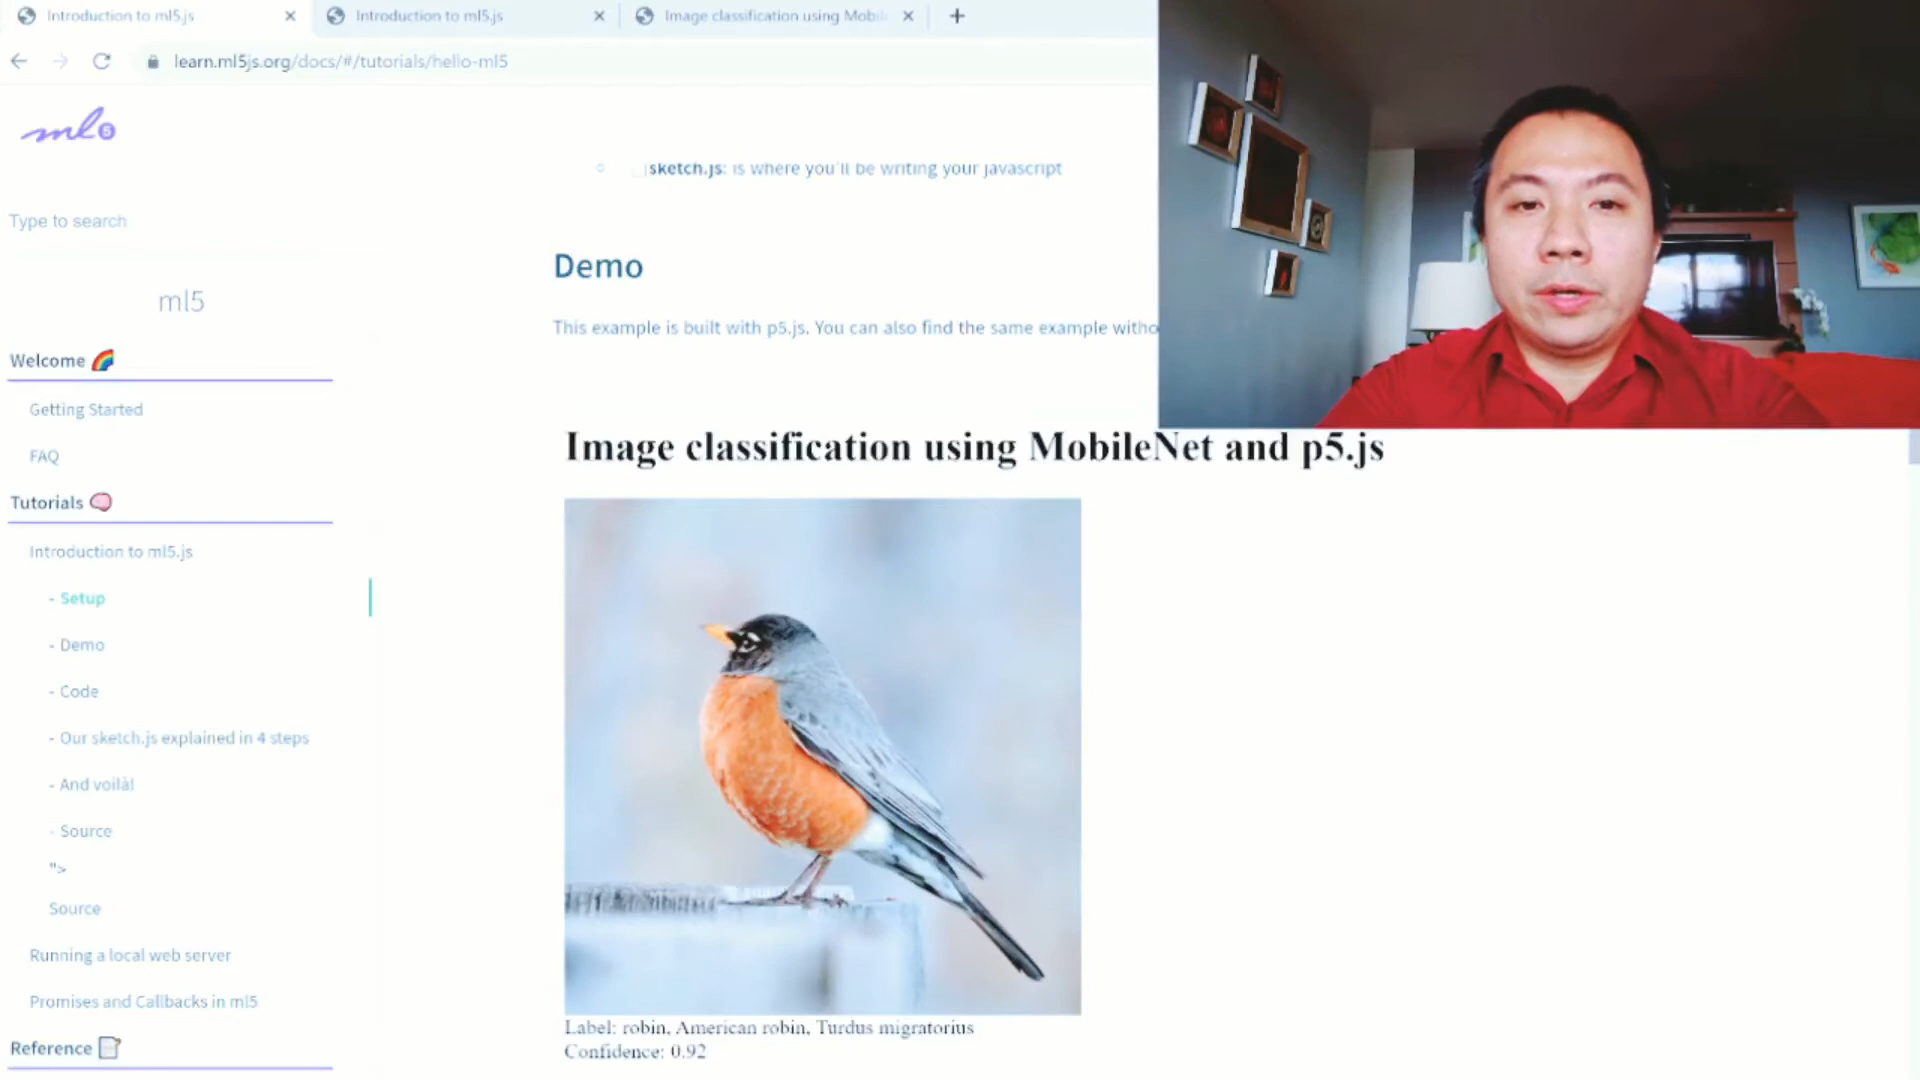 Introduction to ml5.js
Introduction to ml5.js
Image classification using Mobil
learn.ml5js.org/docs/#/tutorials/hello-ml5
ml5
Type to search
ml5
Welcome 🌈
Getting Started
FAQ
Tutorials
Introduction to ml5.js
- Setup
- Demo
- Code
- Our sketch.js explained in 4 steps
- And voilà!
- Source
">
Source
Running a local web server
Promises and Callbacks in ml5
Reference 📝
sketch.js: is where you'll be writing your javascript
Demo
This example is built with p5.js. You can also find the same example witho
Image classification using MobileNet and p5.js
Label: robin, American robin, Turdus migratorius
Confidence: 0.92